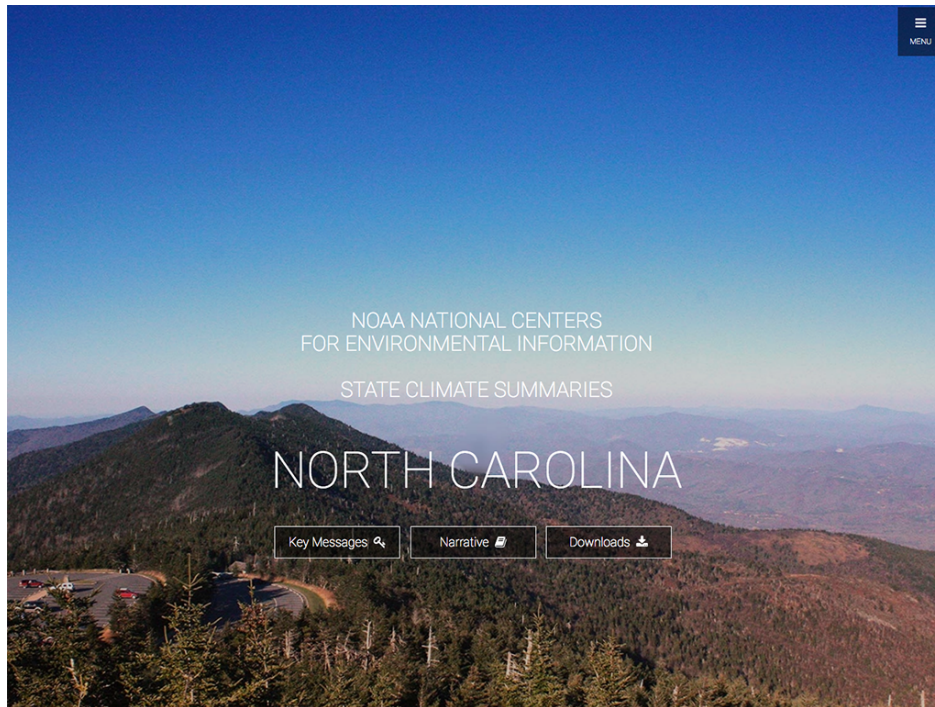 MENU
NOAA NATIONAL CENTERS
FOR ENVIRONMENTAL INFORMATION
STATE CLIMATE SUMMARIES
NORTH CAROLINA
Key Messages
Narrative
Downloads